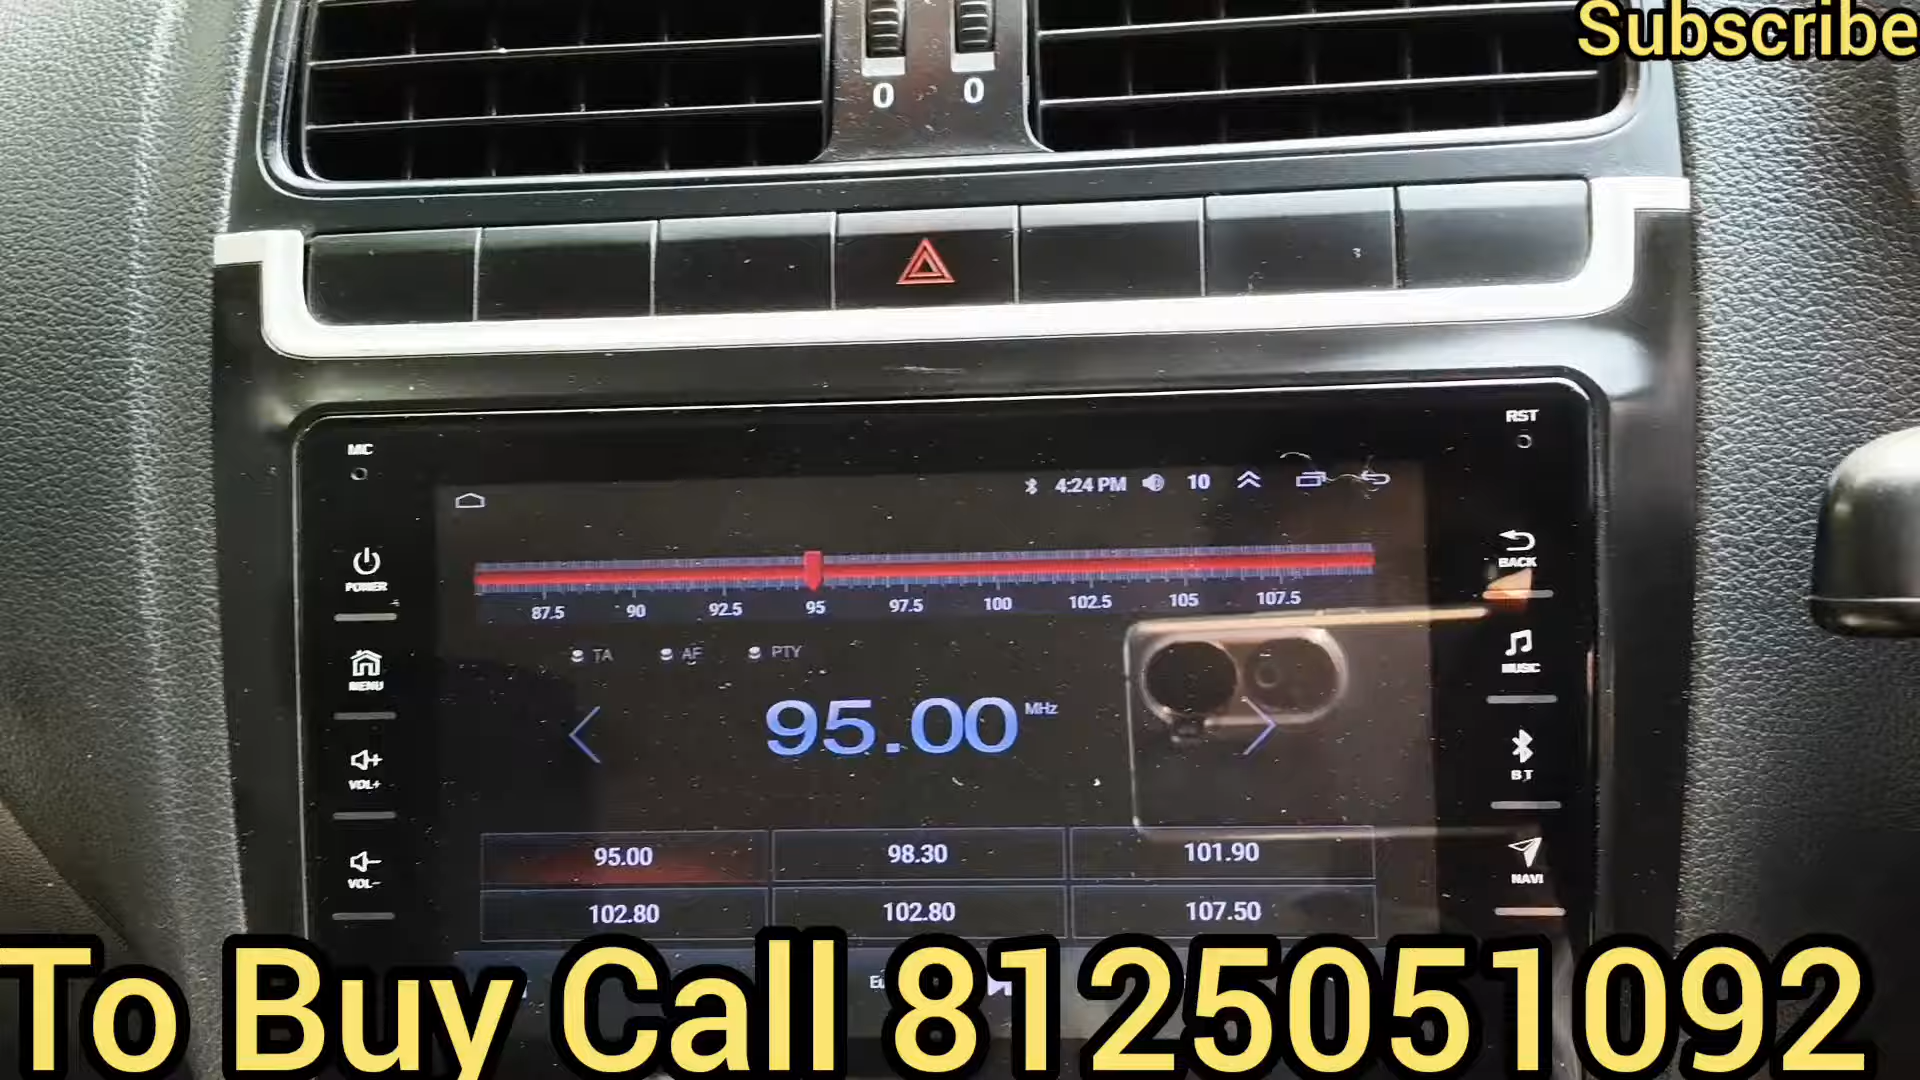 Subscribe
0 0
RST
MIC
4:24 PM 10
POWER
BACK
87.5 90 92.5 95 97.5 100 102.5 105 107.5
TA AF PTY
MENU
MUSIC
95.00 MHz
VOL+
BT
95.00 98.30 101.90
VOL-
NAVI
102.80 102.80 107.50
To Buy Call 8125051092